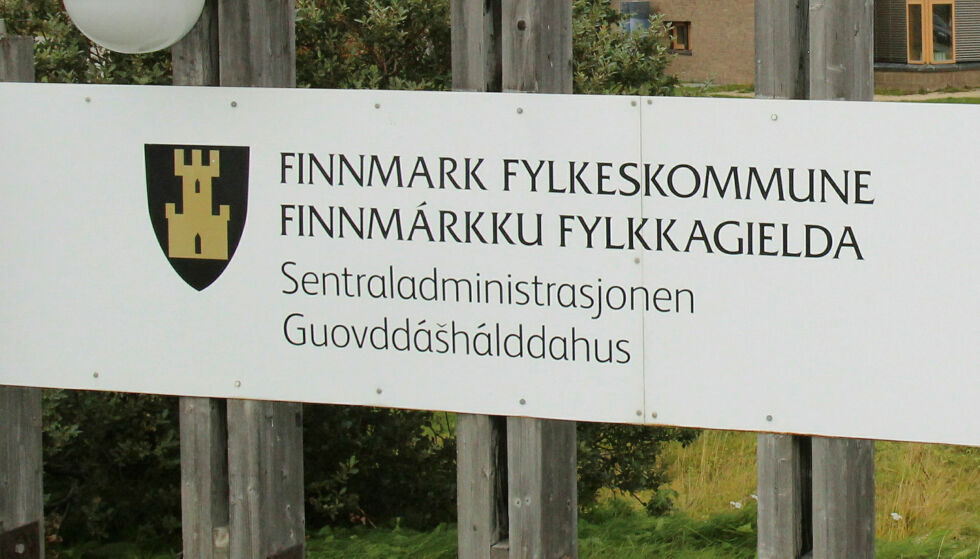 FINNMARK FYLKESKOMMUNE
FINNMÁRKKU FYLKKAGIELDA
Sentraladministrasjonen
Guovddášhálddahus